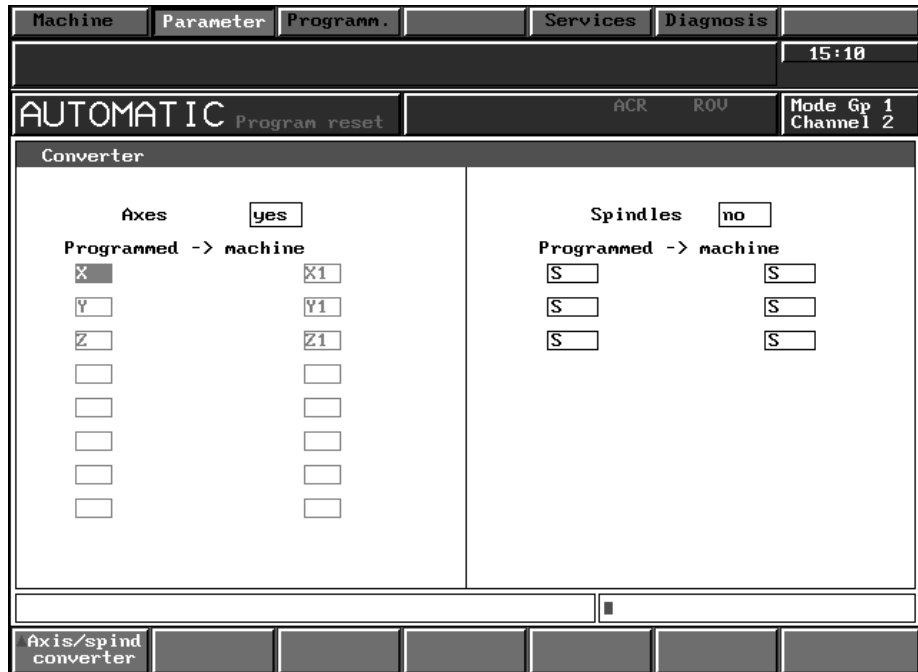 Machine Parameter Programm. Services Diagnosis
15:10
AUTOMATIC Program reset ACR ROV Mode Gp 1
Channel 2
Converter
Axes yes Spindles no
Programmed -> machine Programmed -> machine
X X1 S S
Y Y1 S S
Z Z1 S S
Axis/spind
converter